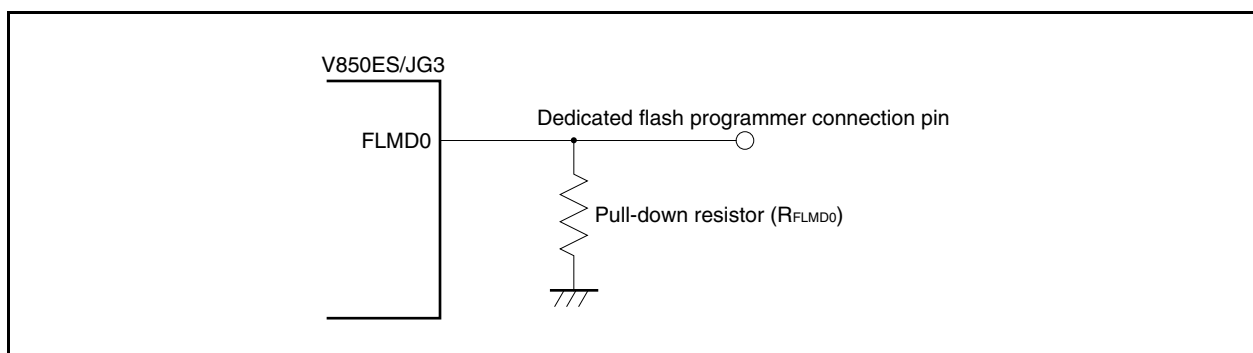 V850ES/JG3
Dedicated flash programmer connection pin
FLMD0
Pull-down resistor (RFLMD0)